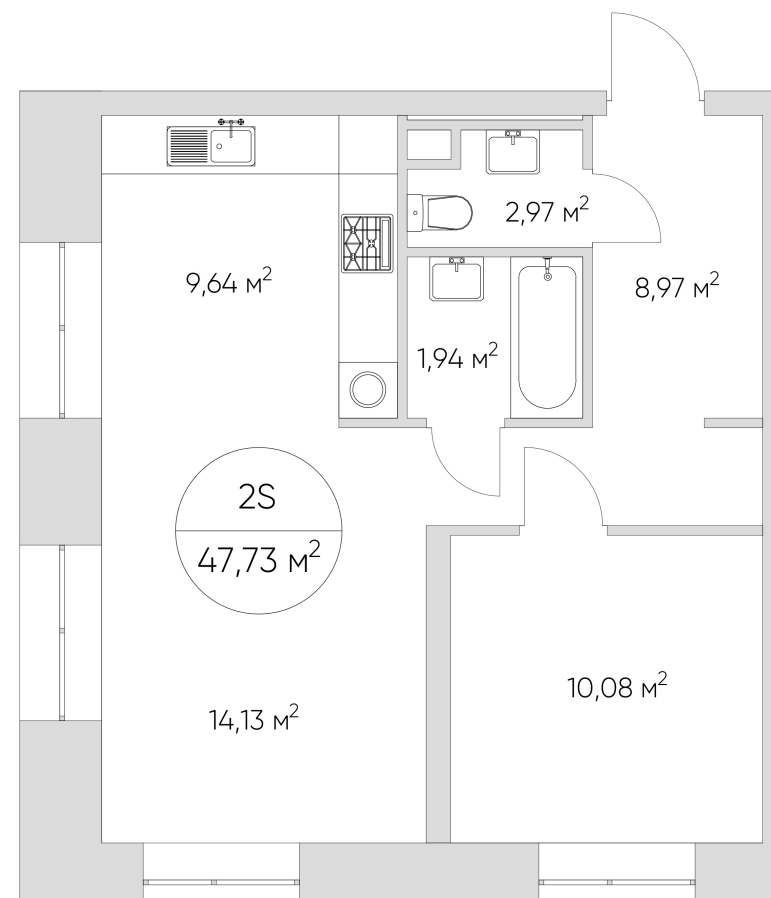 2,97 м²
9,64 м²
8,97 м²
1,94 м²
2S
47,73 м²
10,08 м²
14,13 м²